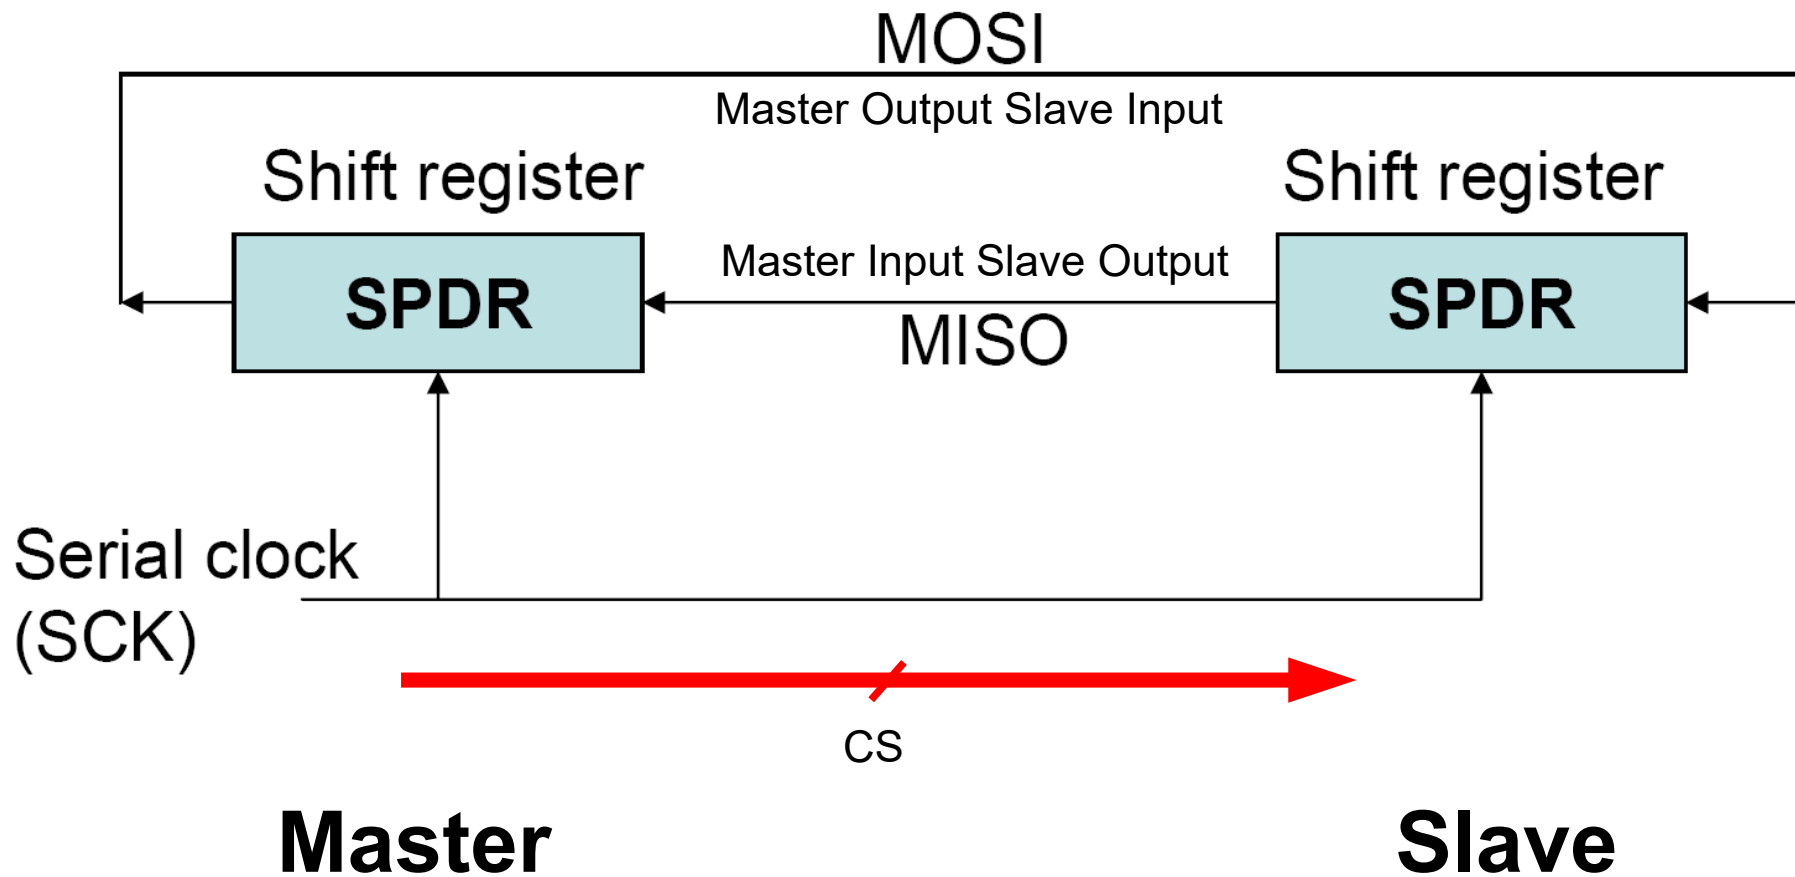 MOSI
Master Output Slave Input
Shift register
Shift register
Master Input Slave Output
SPDR
SPDR
MISO
Serial clock
(SCK)
CS
Master
Slave